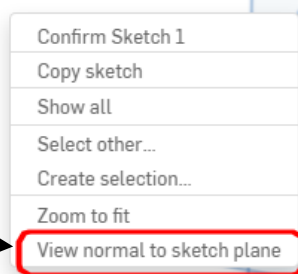 Confirm Sketch 1
Copy sketch
Show all
Select other...
Create selection...
Zoom to fit
View normal to sketch plane